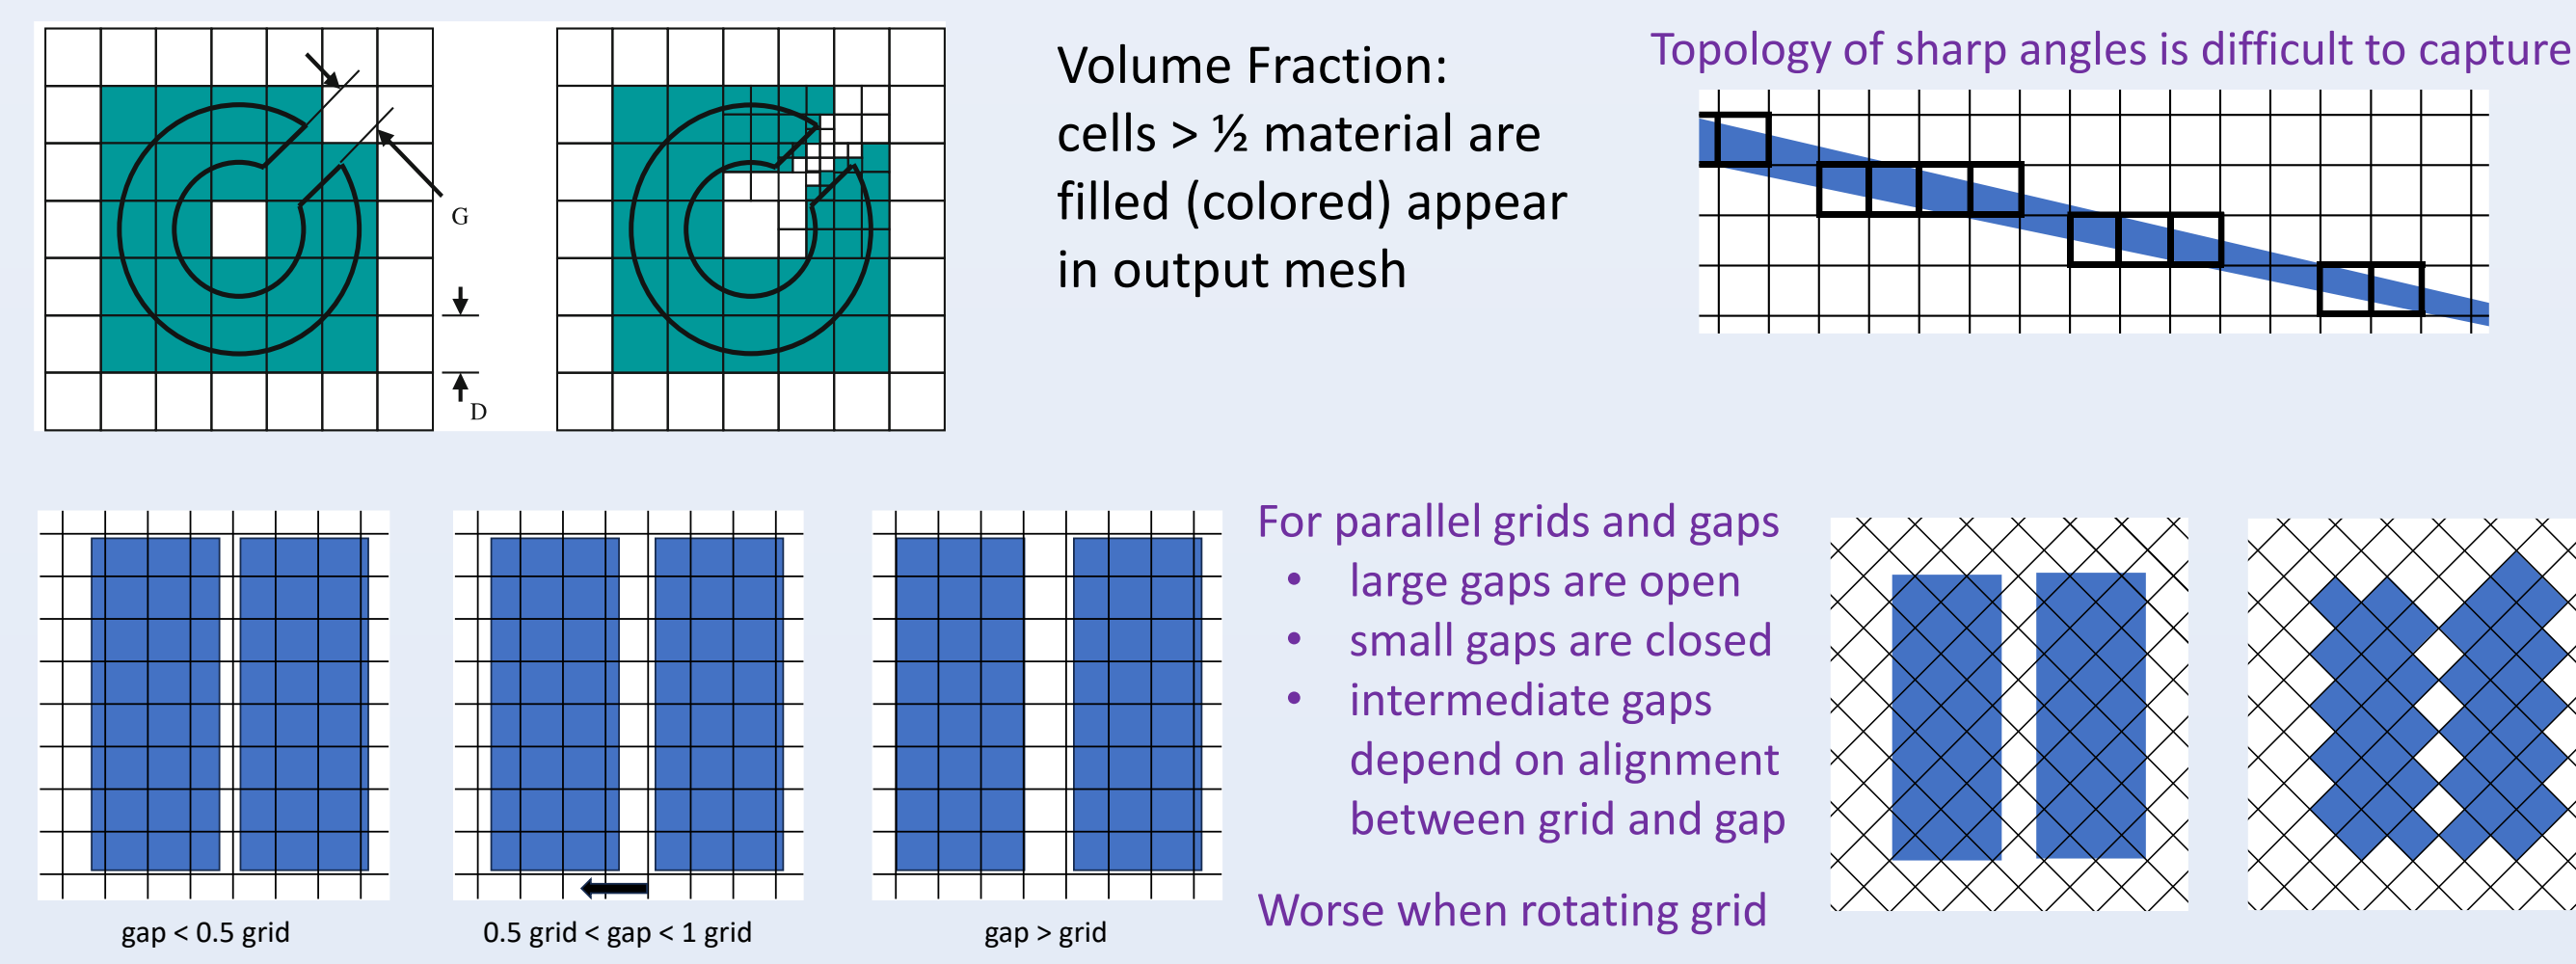 G
D
Volume Fraction:
cells > ½ material are
filled (colored) appear
in output mesh
Topology of sharp angles is difficult to capture
gap < 0.5 grid
0.5 grid < gap < 1 grid
gap > grid
For parallel grids and gaps
• large gaps are open
• small gaps are closed
• intermediate gaps
depend on alignment
between grid and gap
Worse when rotating grid